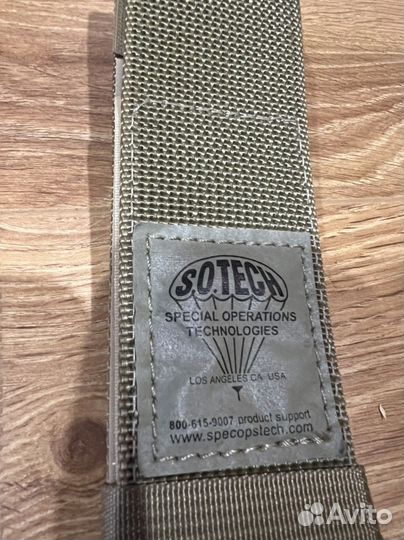 S.O.TECH
SPECIAL OPERATIONS
TECHNOLOGIES
LOS ANGELES CA USA
800-615-9007 product support
www.specopstech.com
Avito